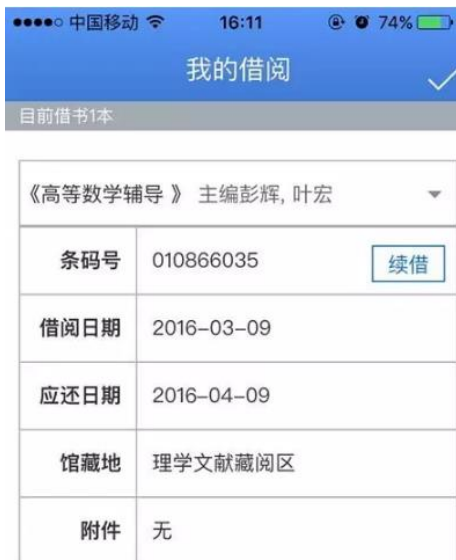 中国移动 16:11 74%
我的借阅
目前借书1本
《高等数学辅导 》 主编彭辉, 叶宏
条码号 010866035 续借
借阅日期 2016-03-09
应还日期 2016-04-09
馆藏地 理学文献藏阅区
附件 无